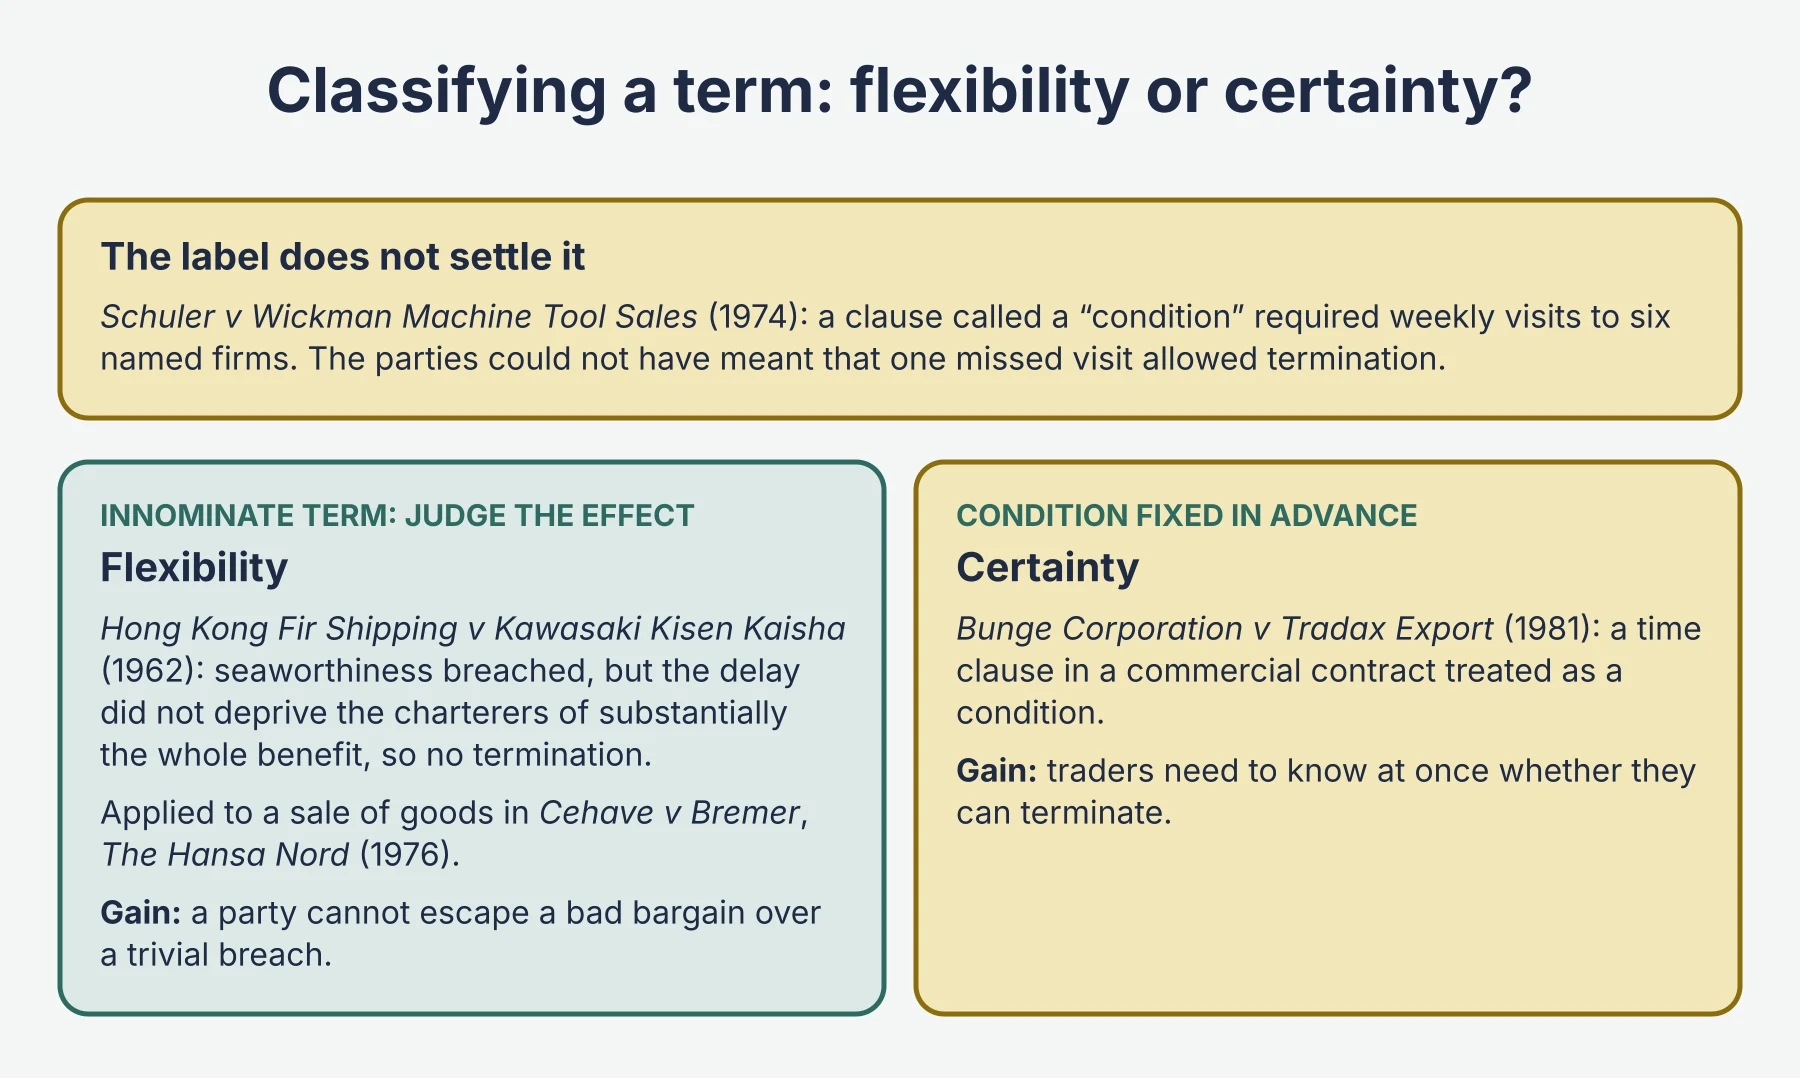 Classifying a term: flexibility or certainty?
The label does not settle it
Schuler v Wickman Machine Tool Sales (1974): a clause called a “condition” required weekly visits to six
named firms. The parties could not have meant that one missed visit allowed termination.
INNOMINATE TERM: JUDGE THE EFFECT
Flexibility
Hong Kong Fir Shipping v Kawasaki Kisen Kaisha
(1962): seaworthiness breached, but the delay
did not deprive the charterers of substantially
the whole benefit, so no termination.
Applied to a sale of goods in Cehave v Bremer,
The Hansa Nord (1976).
Gain: a party cannot escape a bad bargain over
a trivial breach.
CONDITION FIXED IN ADVANCE
Certainty
Bunge Corporation v Tradax Export (1981): a time
clause in a commercial contract treated as a
condition.
Gain: traders need to know at once whether they
can terminate.